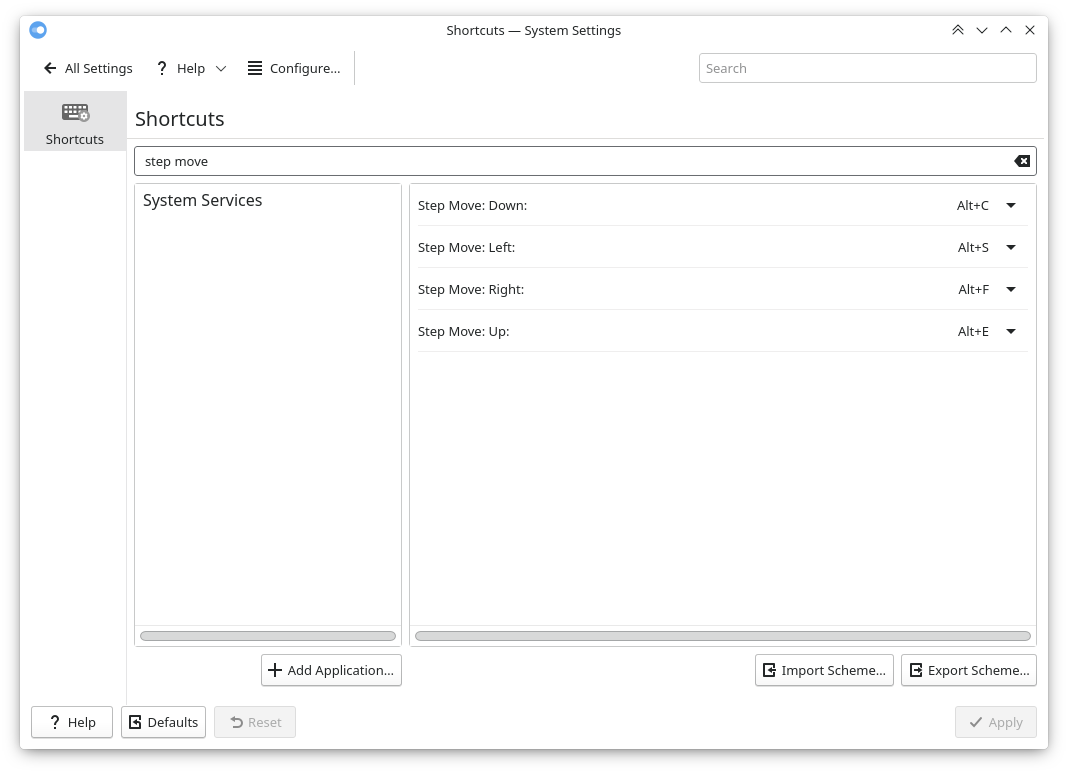 Shortcuts — System Settings
All Settings
Help
Configure...
Search
Shortcuts
Shortcuts
step move
System Services
Step Move: Down: Alt+C
Step Move: Left: Alt+S
Step Move: Right: Alt+F
Step Move: Up: Alt+E
Add Application...
Import Scheme...
Export Scheme...
Help
Defaults
Reset
Apply